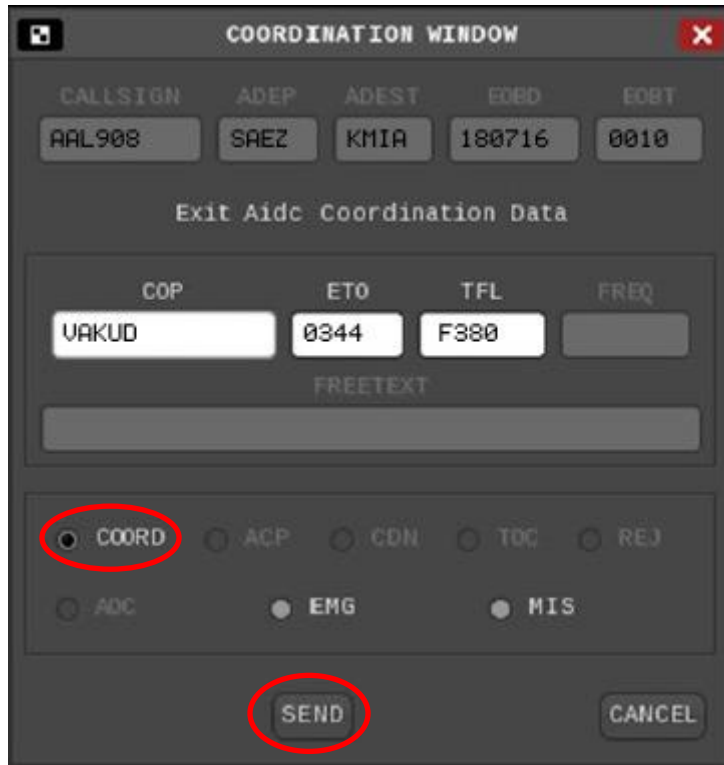 COORDINATION WINDOW
CALLSIGN ADEP ADEST EOBD EOBT
AAL908 SAEZ KMIA 180716 0010
Exit Aidc Coordination Data
COP ETO TFL FREQ
VAKUD 0344 F380
FREETEXT
COORD ACP CDN TOC REJ
ADC EMG MIS
SEND CANCEL